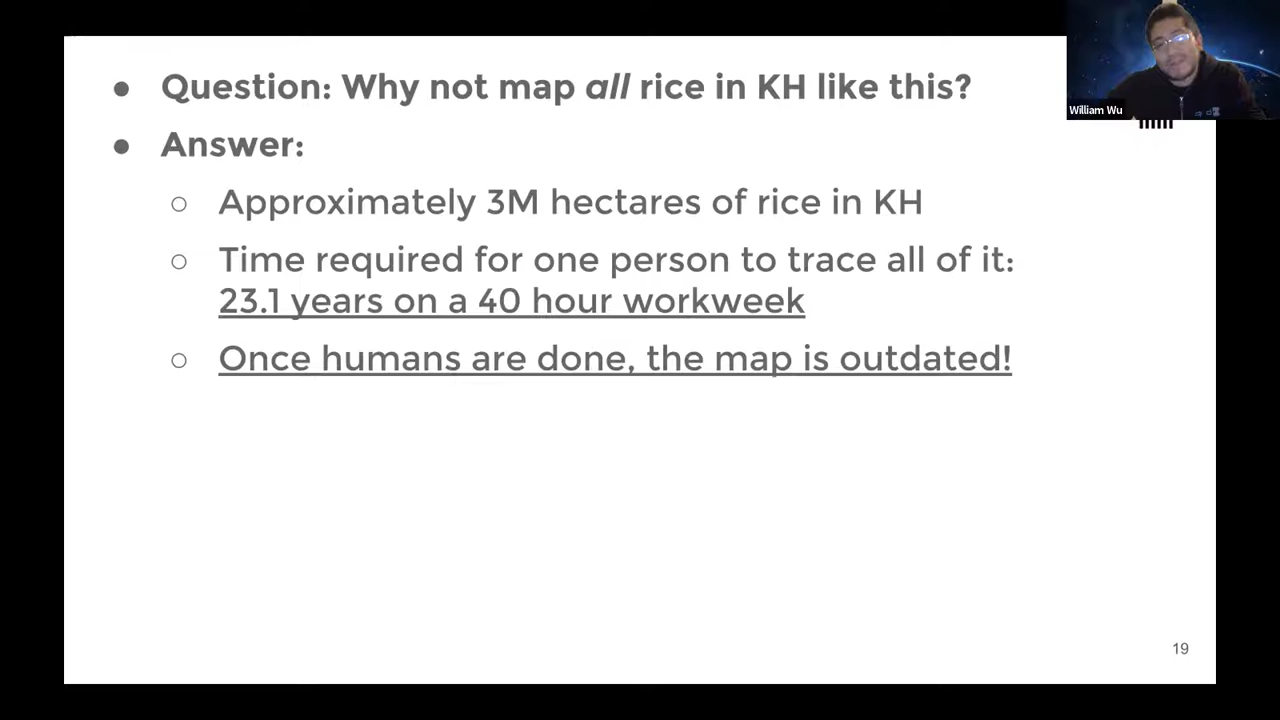 ● Question: Why not map all rice in KH like this?
● Answer:
○ Approximately 3M hectares of rice in KH
○ Time required for one person to trace all of it:
23.1 years on a 40 hour workweek
○ Once humans are done, the map is outdated!
William Wu
19